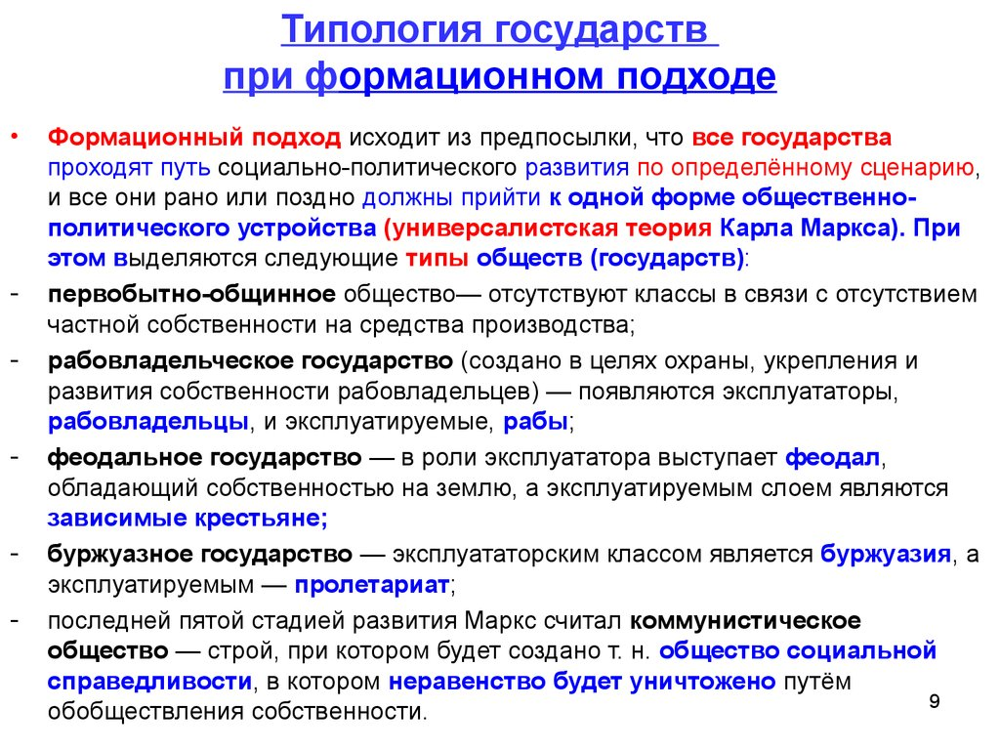 Типология государств
при формационном подходе
• Формационный подход исходит из предпосылки, что все государства
проходят путь социально-политического развития по определённому сценарию,
и все они рано или поздно должны прийти к одной форме общественно-
политического устройства (универсалистская теория Карла Маркса). При
этом выделяются следующие типы обществ (государств):
- первобытно-общинное общество— отсутствуют классы в связи с отсутствием
частной собственности на средства производства;
- рабовладельческое государство (создано в целях охраны, укрепления и
развития собственности рабовладельцев) — появляются эксплуататоры,
рабовладельцы, и эксплуатируемые, рабы;
- феодальное государство — в роли эксплуататора выступает феодал,
обладающий собственностью на землю, а эксплуатируемым слоем являются
зависимые крестьяне;
- буржуазное государство — эксплуататорским классом является буржуазия, а
эксплуатируемым — пролетариат;
- последней пятой стадией развития Маркс считал коммунистическое
общество — строй, при котором будет создано т. н. общество социальной
справедливости, в котором неравенство будет уничтожено путём
обобществления собственности.
9